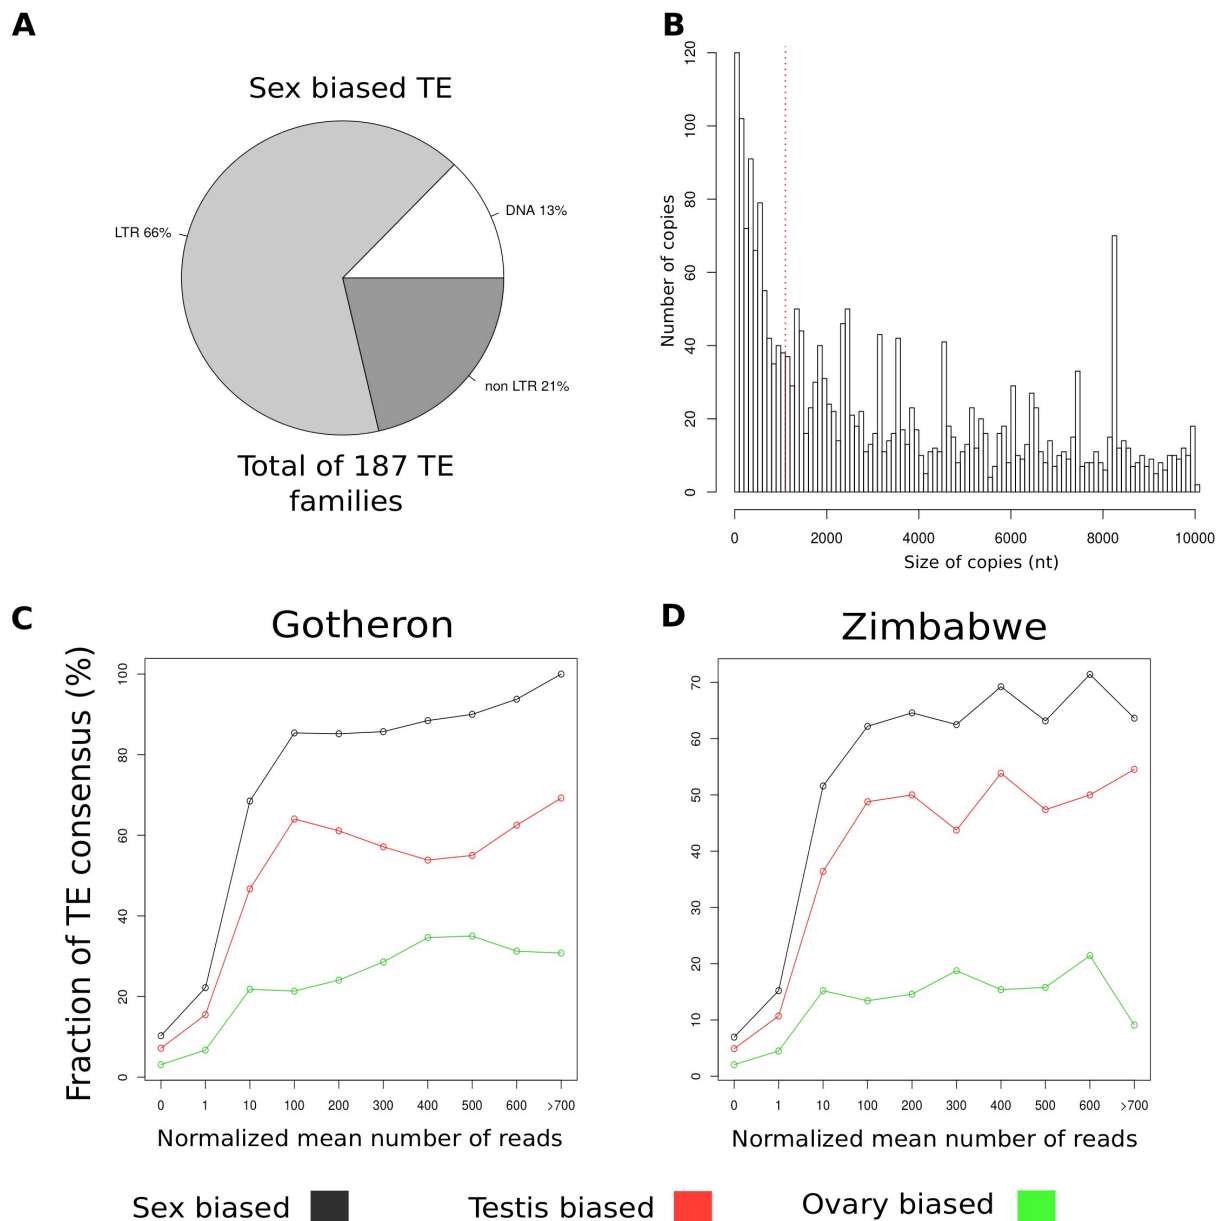 A
Sex biased TE
DNA 13%
LTR 66%
non LTR 21%
Total of 187 TE
families
B
Number of copies
0 20 40 60 80 100 120
0 2000 4000 6000 8000 10000
Size of copies (nt)
C
Gotheron
Fraction of TE consensus (%)
0 20 40 60 80 100
0 1 10 100 200 300 400 500 600 >700
Normalized mean number of reads
D
Zimbabwe
0 10 20 30 40 50 60 70
0 1 10 100 200 300 400 500 600 >700
Normalized mean number of reads
Sex biased
Testis biased
Ovary biased